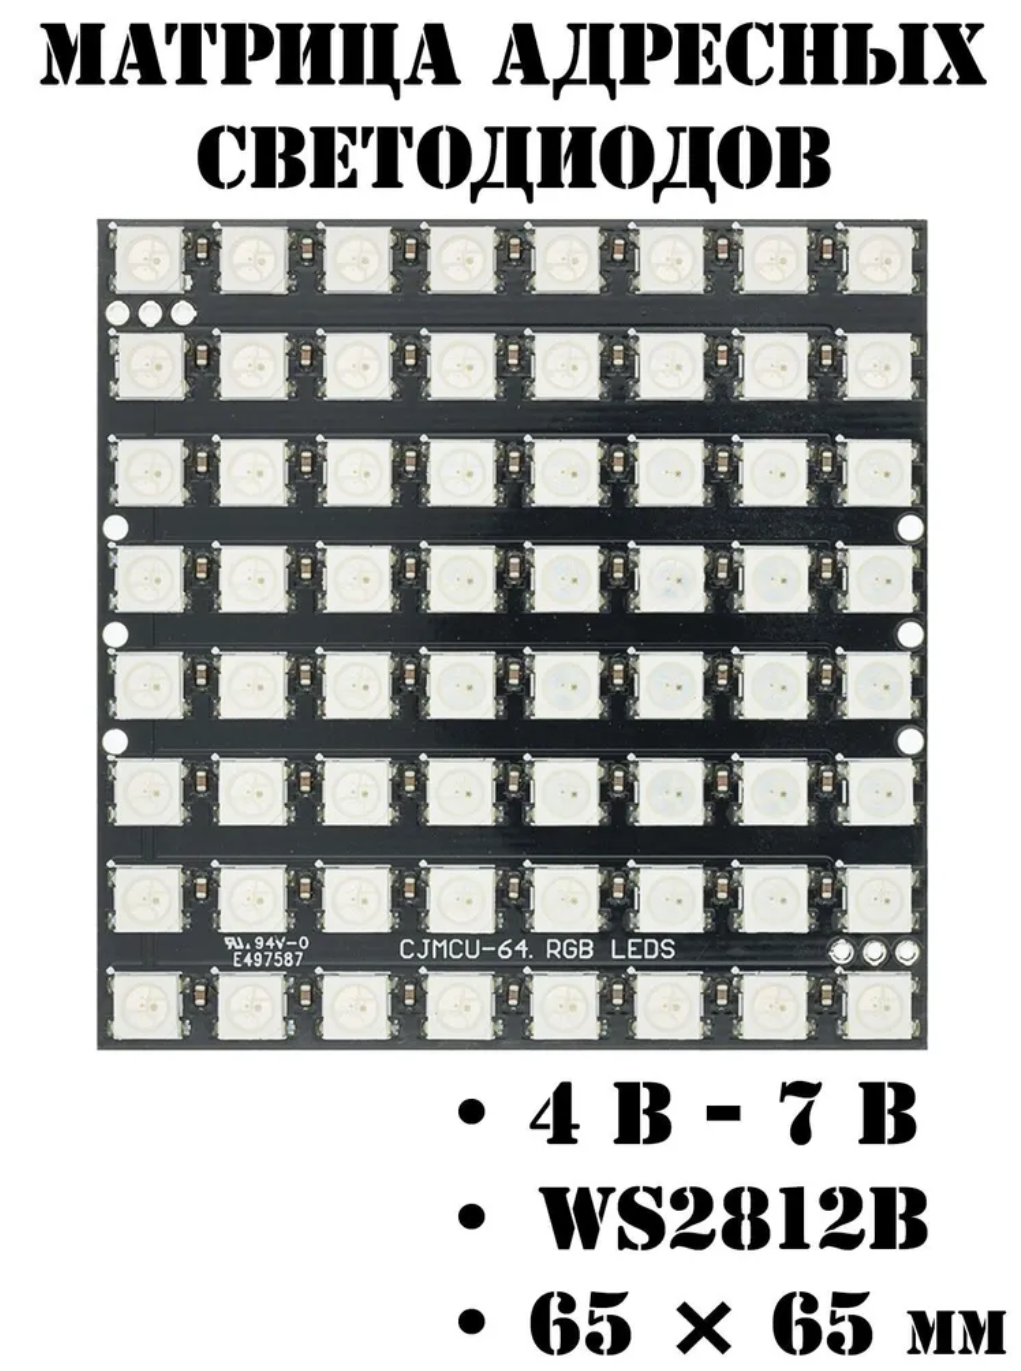 МАТРИЦА АДРЕСНЫХ
СВЕТОДИОДОВ
94V-0
E497587
CJMCU-64. RGB LEDS
• 4 В - 7 В
• WS2812B
• 65 × 65 мм